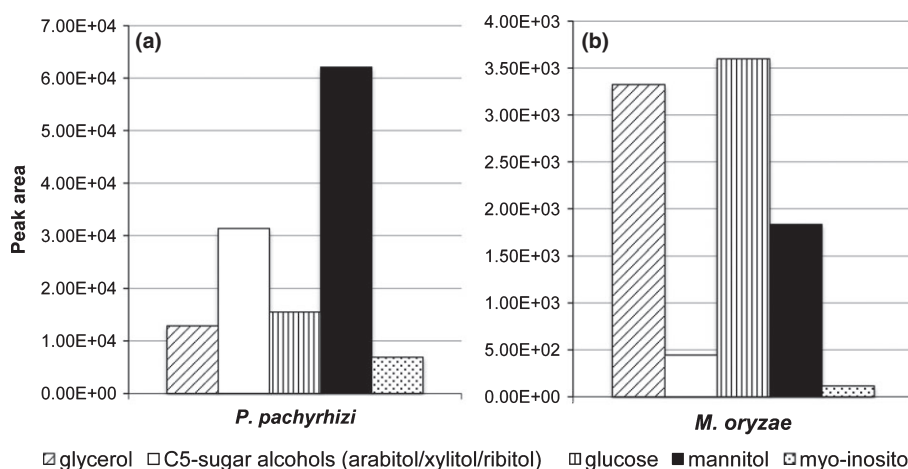 (a)
Peak area
7.00E+04
6.00E+04
5.00E+04
4.00E+04
3.00E+04
2.00E+04
1.00E+04
0.00E+00
P. pachyrhizi
(b)
4.00E+03
3.50E+03
3.00E+03
2.50E+03
2.00E+03
1.50E+03
1.00E+03
5.00E+02
0.00E+00
M. oryzae
glycerol C5-sugar alcohols (arabitol/xylitol/ribitol) glucose mannitol myo-inosito